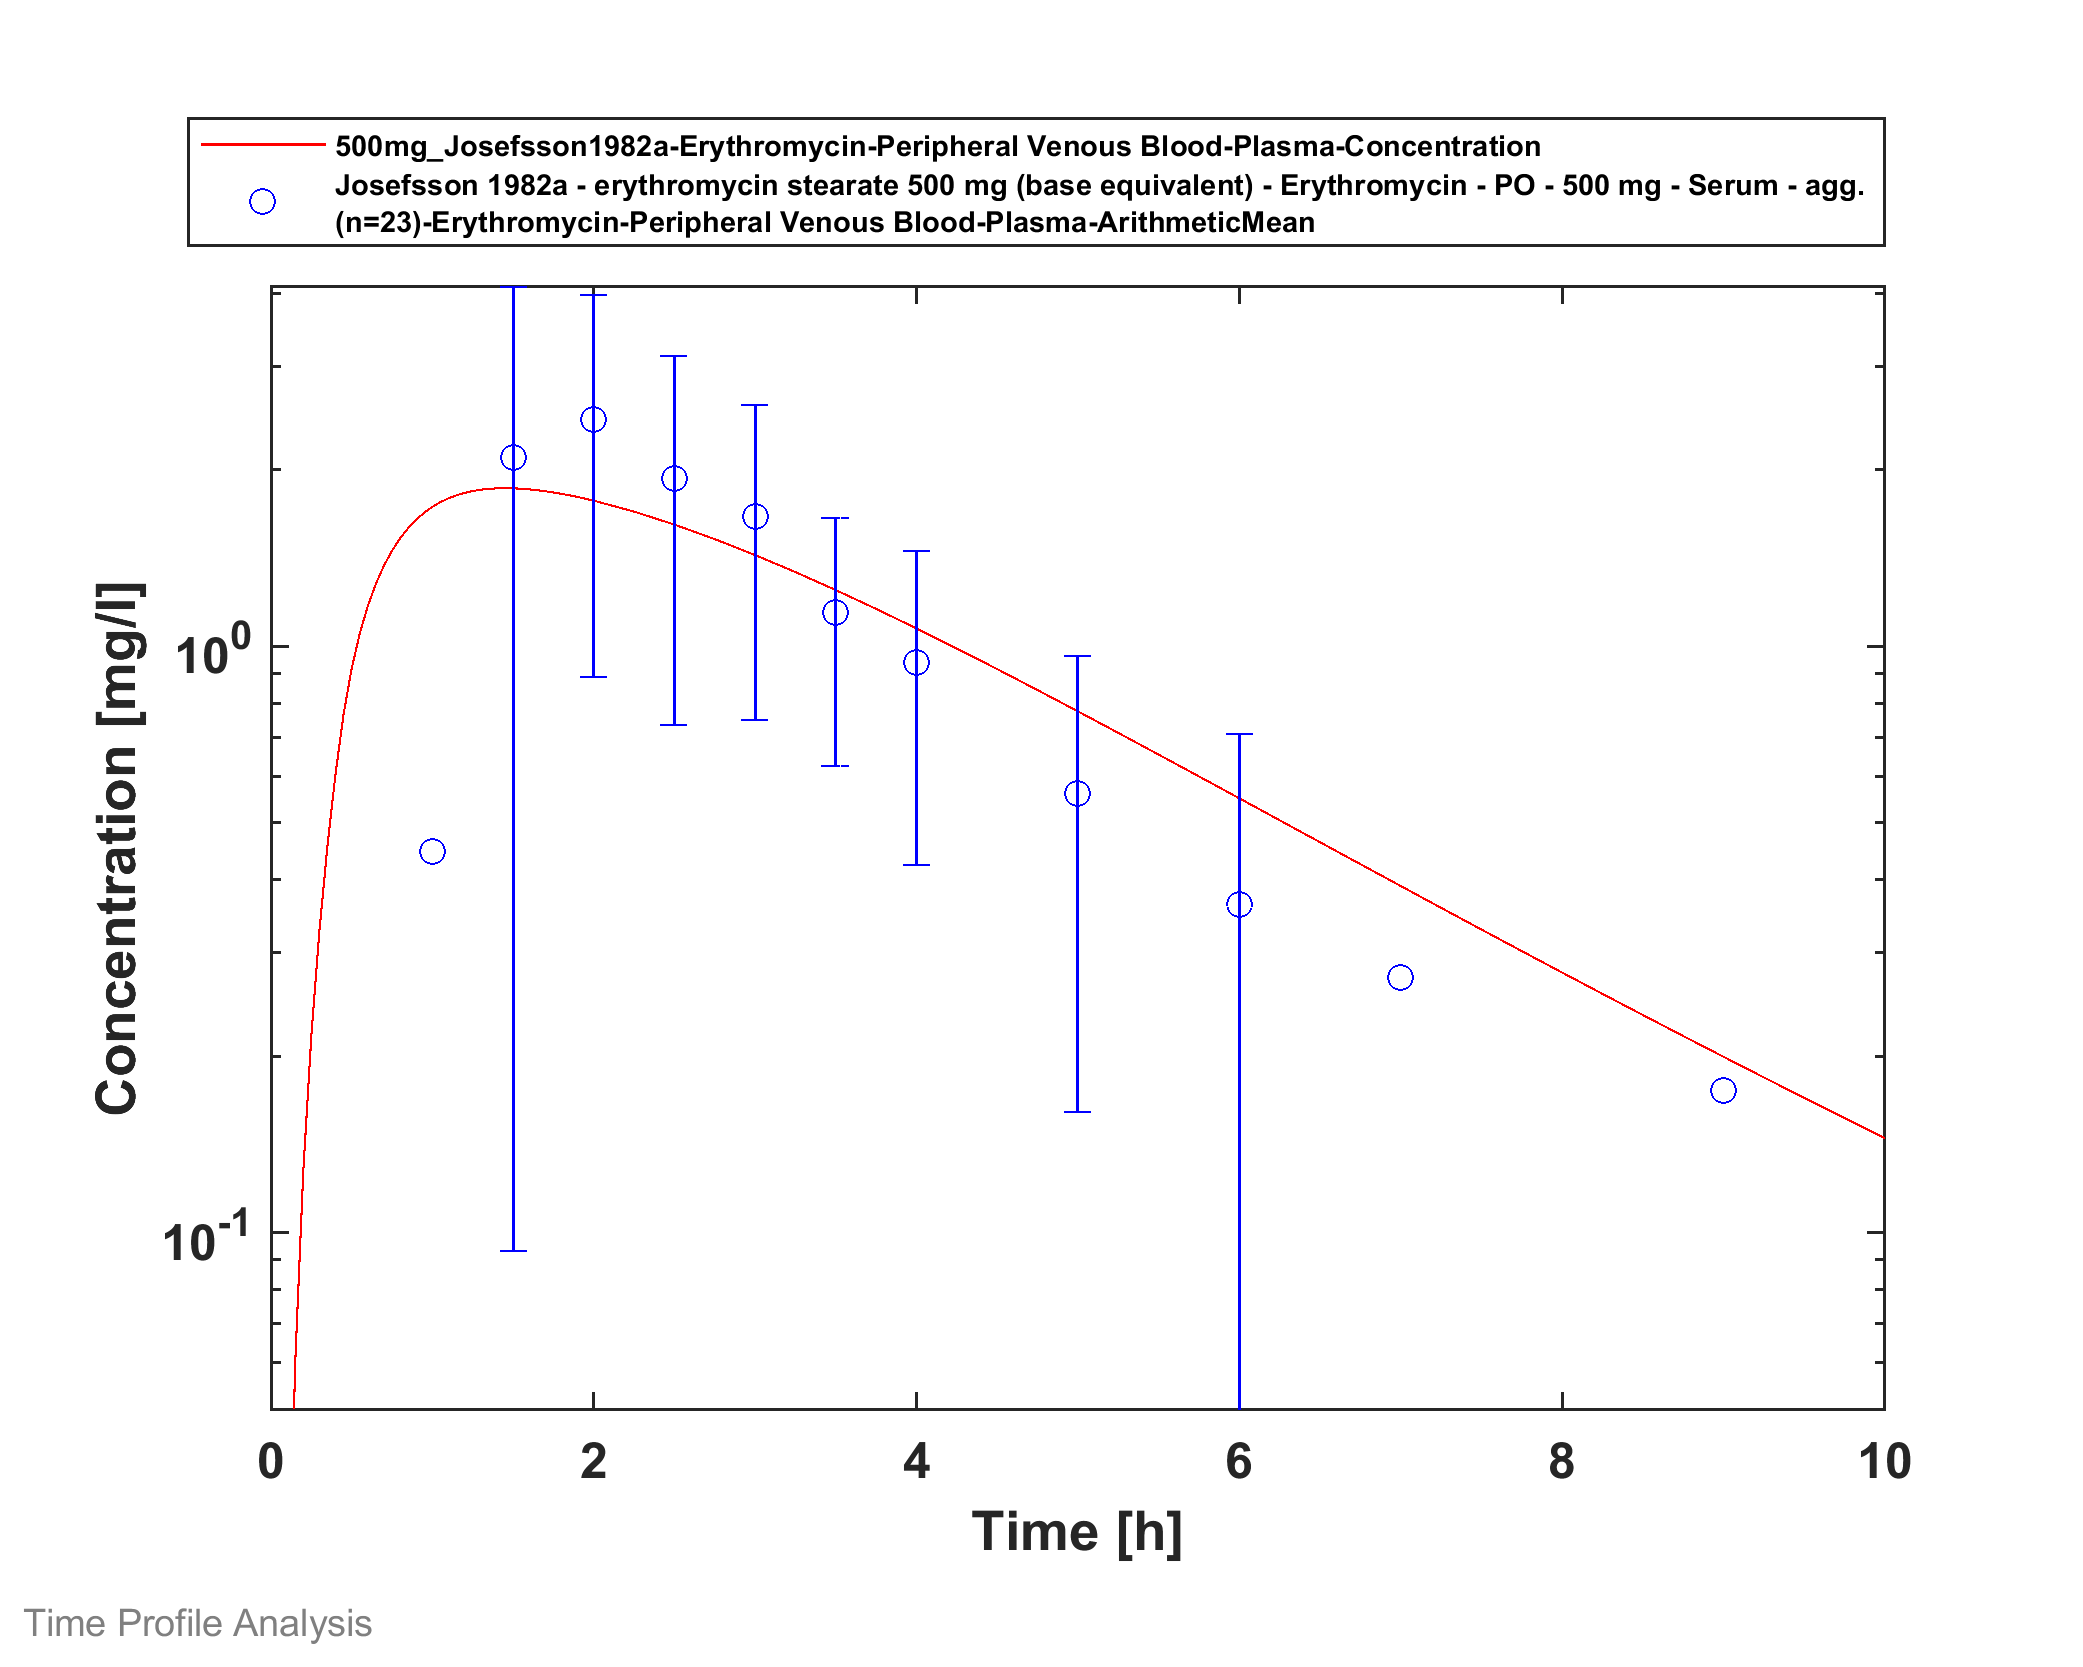 500mg_Josefsson1982a-Erythromycin-Peripheral Venous Blood-Plasma-Concentration
Josefsson 1982a - erythromycin stearate 500 mg (base equivalent) - Erythromycin - PO - 500 mg - Serum - agg.
(n=23)-Erythromycin-Peripheral Venous Blood-Plasma-ArithmeticMean
Concentration [mg/l]
10^0
10^-1
0 2 4 6 8 10
Time [h]
Time Profile Analysis